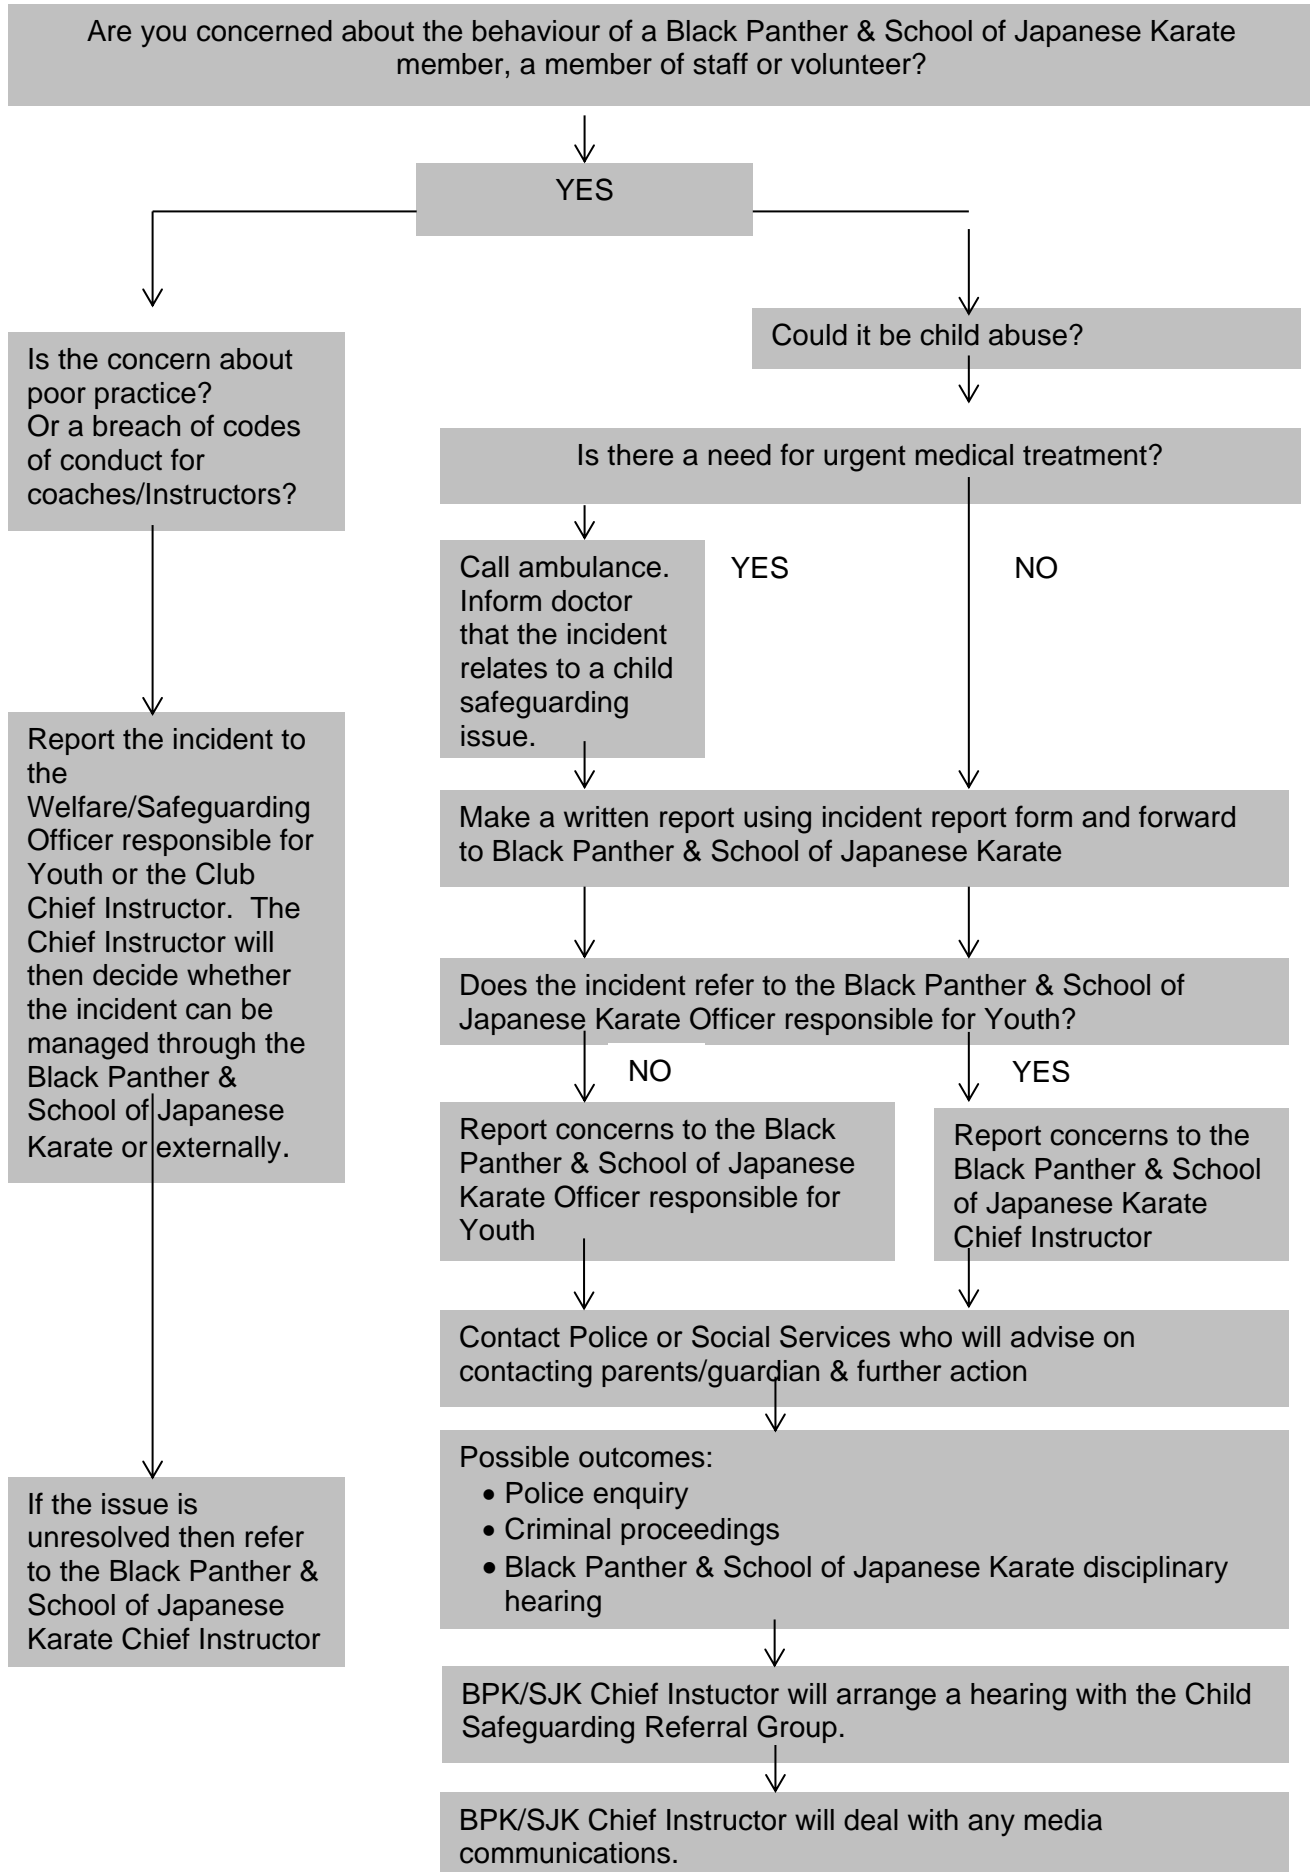 Are you concerned about the behaviour of a Black Panther & School of Japanese Karate
member, a member of staff or volunteer?
YES
Is the concern about
poor practice?
Or a breach of codes
of conduct for
coaches/Instructors?
Report the incident to
the
Welfare/Safeguarding
Officer responsible for
Youth or the Club
Chief Instructor.  The
Chief Instructor will
then decide whether
the incident can be
managed through the
Black Panther &
School of Japanese
Karate or externally.
If the issue is
unresolved then refer
to the Black Panther &
School of Japanese
Karate Chief Instructor
Could it be child abuse?
Is there a need for urgent medical treatment?
Call ambulance.
Inform doctor
that the incident
relates to a child
safeguarding
issue.
YES
NO
Make a written report using incident report form and forward
to Black Panther & School of Japanese Karate
Does the incident refer to the Black Panther & School of
Japanese Karate Officer responsible for Youth?
NO
YES
Report concerns to the Black
Panther & School of Japanese
Karate Officer responsible for
Youth
Report concerns to the
Black Panther & School
of Japanese Karate
Chief Instructor
Contact Police or Social Services who will advise on
contacting parents/guardian & further action
Possible outcomes:
• Police enquiry
• Criminal proceedings
• Black Panther & School of Japanese Karate disciplinary
hearing
BPK/SJK Chief Instuctor will arrange a hearing with the Child
Safeguarding Referral Group.
BPK/SJK Chief Instructor will deal with any media
communications.